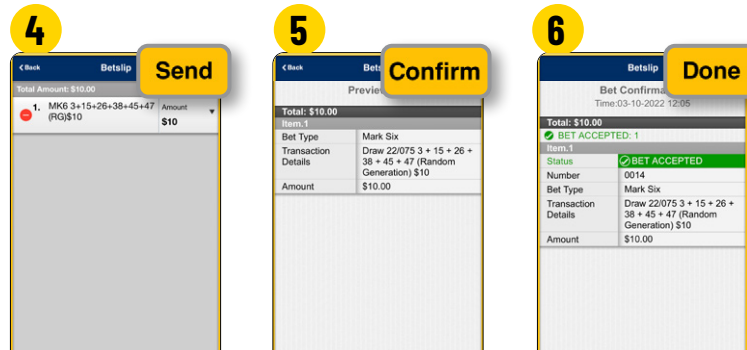 4
< Back Betslip Send
Total Amount: $10.00
1. MK6 3+15+26+38+45+47 Amount
(RG)$10 $10
5
< Back Bets Confirm
Preview
Total: $10.00
Item.1
Bet Type Mark Six
Transaction Draw 22/075 3 + 15 + 26 +
Details 38 + 45 + 47 (Random
Generation) $10
Amount $10.00
6
Betslip Done
Bet Confirma
Time:03-10-2022 12:05
Total: $10.00
BET ACCEPTED: 1
Item.1
Status BET ACCEPTED
Number 0014
Bet Type Mark Six
Transaction Draw 22/075 3 + 15 + 26 +
Details 38 + 45 + 47 (Random
Generation) $10
Amount $10.00